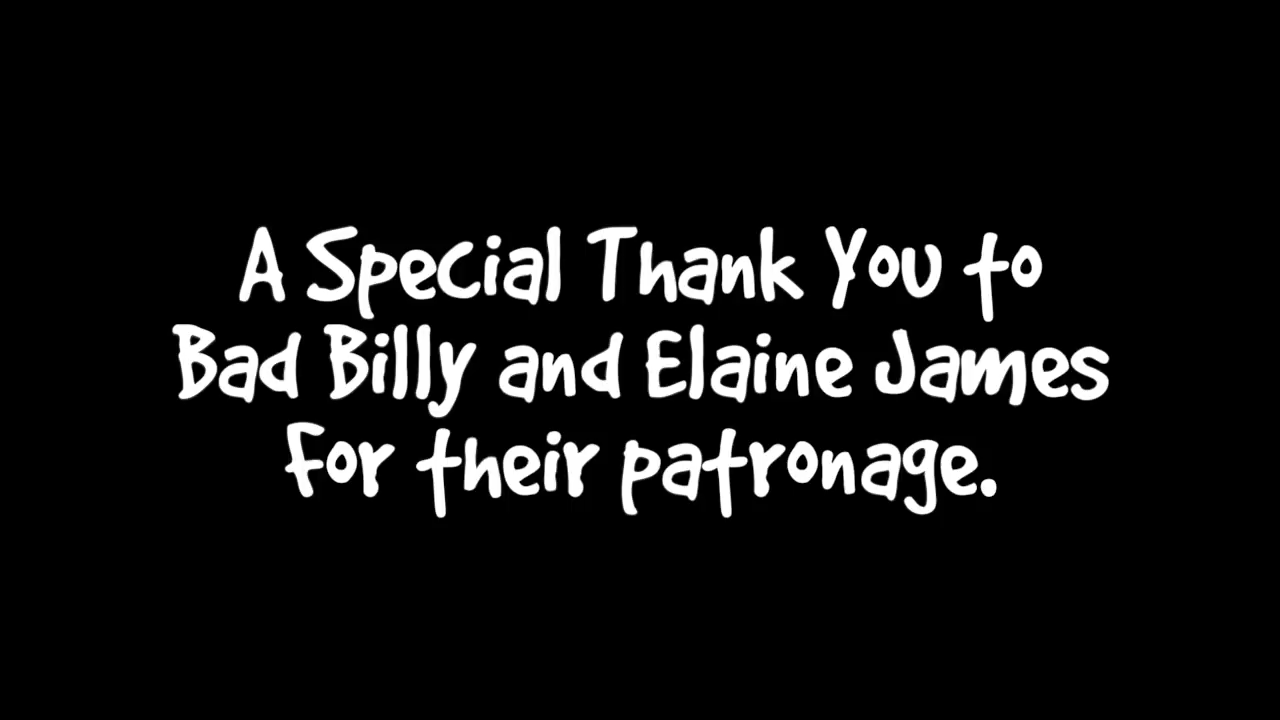 A Special Thank You to
Bad Billy and Elaine James
For their patronage.